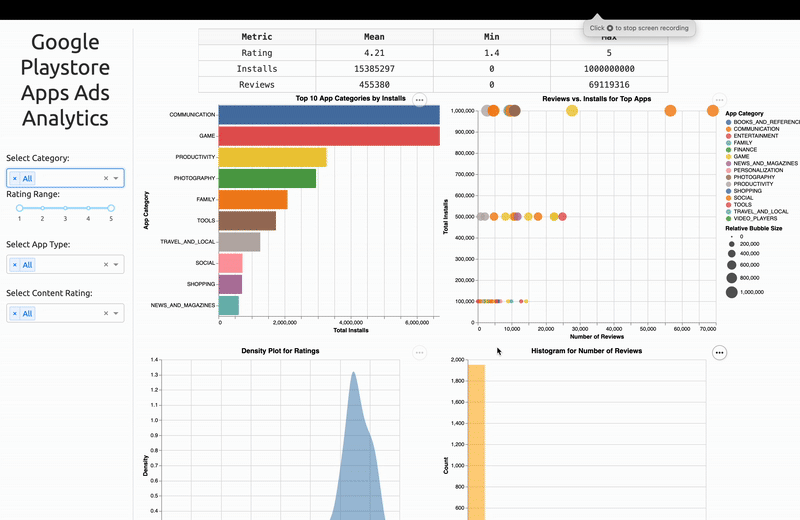 Google
Playstore
Apps Ads
Analytics
Select Category:
× All
Rating Range:
1 2 3 4 5
Select App Type:
× All
Select Content Rating:
× All
Click to stop screen recording
Metric Mean Min Max
Rating 4.21 1.4 5
Installs 15385297 0 1000000000
Reviews 455380 0 69119316
Top 10 App Categories by Installs
App Category
COMMUNICATION
GAME
PRODUCTIVITY
PHOTOGRAPHY
FAMILY
TOOLS
TRAVEL_AND_LOCAL
SOCIAL
SHOPPING
NEWS_AND_MAGAZINES
0 2,000,000 4,000,000 6,000,000
Total Installs
Reviews vs. Installs for Top Apps
Total Installs
1,000,000
900,000
800,000
700,000
600,000
500,000
400,000
300,000
200,000
100,000
0
0 10,000 20,000 30,000 40,000 50,000 60,000 70,000
Number of Reviews
App Category
BOOKS_AND_REFERENC
COMMUNICATION
ENTERTAINMENT
FAMILY
FINANCE
GAME
NEWS_AND_MAGAZINES
PERSONALIZATION
PHOTOGRAPHY
PRODUCTIVITY
SHOPPING
SOCIAL
TOOLS
TRAVEL_AND_LOCAL
VIDEO_PLAYERS
Relative Bubble Size
0
200,000
400,000
600,000
800,000
1,000,000
Density Plot for Ratings
Density
1.4
1.3
1.2
1.1
1.0
0.9
0.8
0.7
0.6
0.5
0.4
Histogram for Number of Reviews
Count
2,000
1,800
1,600
1,400
1,200
1,000
800
600